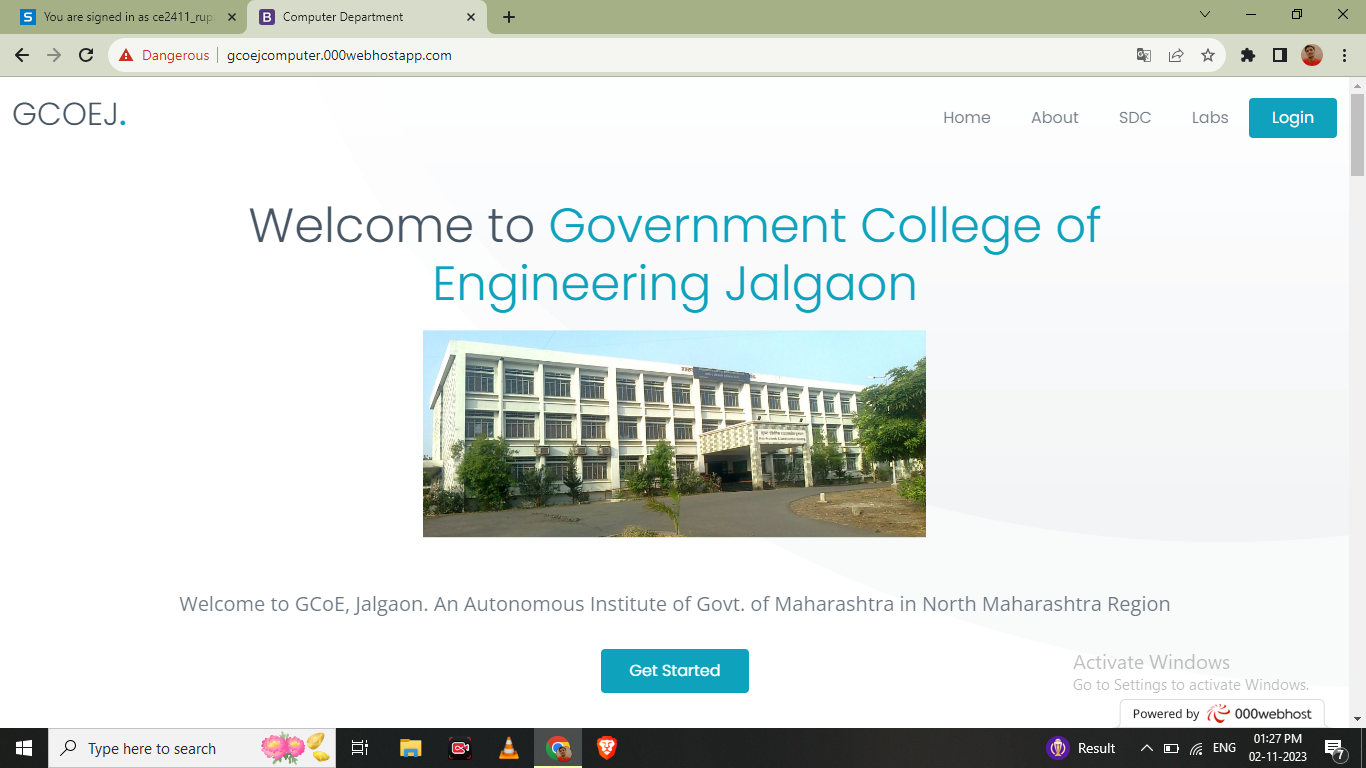 You are signed in as ce2411_rup
Computer Department
Dangerous
gcoejcomputer.000webhostapp.com
GCOEJ.
Home
About
SDC
Labs
Login
Welcome to Government College of
Engineering Jalgaon
Welcome to GCoE, Jalgaon. An Autonomous Institute of Govt. of Maharashtra in North Maharashtra Region
Get Started
Activate Windows
Go to Settings to activate Windows.
Powered by 000webhost
Type here to search
Result
ENG
01:27 PM
02-11-2023
7